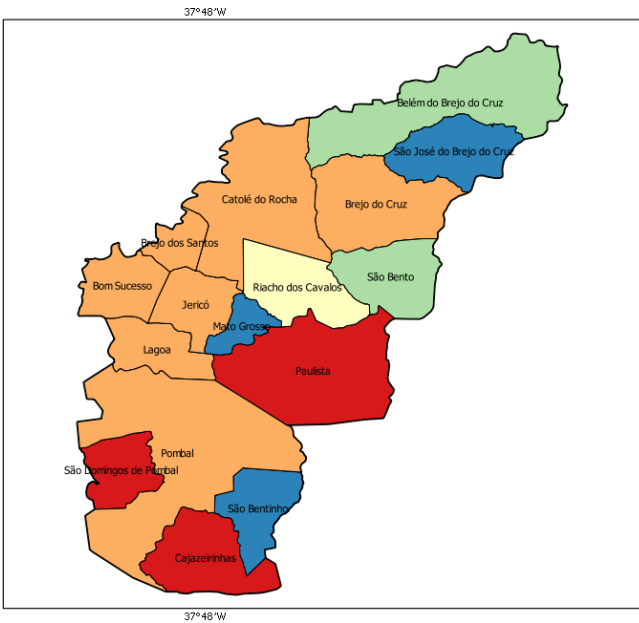 37°48′W
Belém do Brejo do Cruz
São José do Brejo do Cruz
Catolé do Rocha
Brejo do Cruz
Brejo dos Santos
São Bento
Bom Sucesso
Riacho dos Cavalos
Jericó
Mato Grosso
Lagoa
Paulista
Pombal
São Domingos de Pombal
São Bentinho
Cajazeirinhas
37°48′W